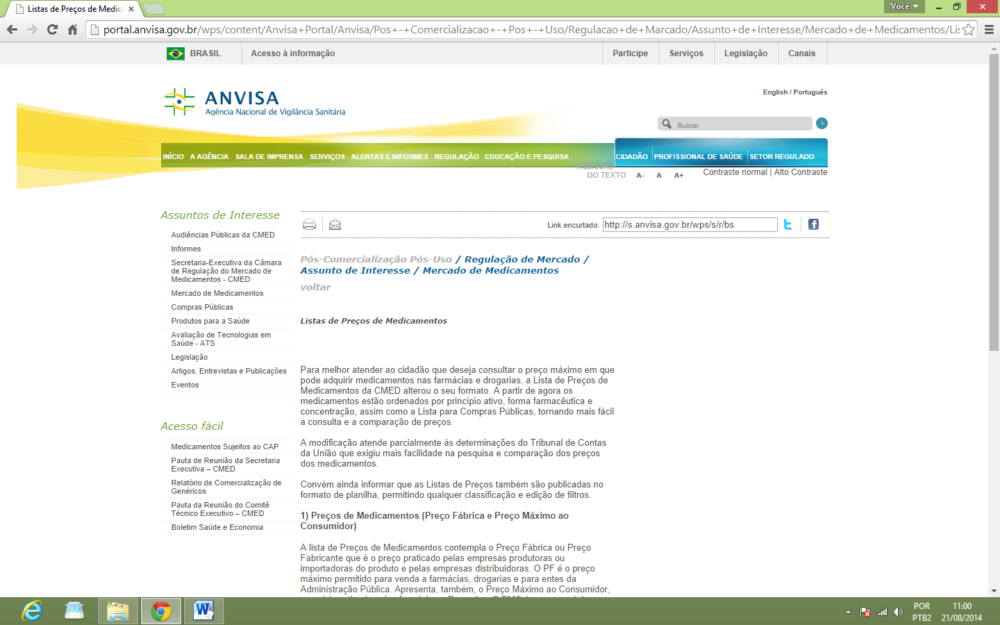 Listas de Preços de Medic
Você
portal.anvisa.gov.br/wps/content/Anvisa+Portal/Anvisa/Pos+-+Comercializacao+-+Pos+-+Uso/Regulacao+de+Marcado/Assunto+de+Interesse/Mercado+de+Medicamentos/Lis
BRASIL
Acesso à informação
Participe
Serviços
Legislação
Canais
ANVISA
Agência Nacional de Vigilância Sanitária
English / Português
Buscar
INÍCIO A AGÊNCIA SALA DE IMPRENSA SERVIÇOS ALERTAS E INFORMES REGULAÇÃO EDUCAÇÃO E PESQUISA CIDADÃO PROFISSIONAL DE SAÚDE SETOR REGULADO
TAMANHO
DO TEXTO A- A A+
Contraste normal | Alto Contraste
Assuntos de Interesse
Audiências Públicas da CMED
Informes
Secretaria-Executiva da Câmara
de Regulação do Mercado de
Medicamentos - CMED
Mercado de Medicamentos
Compras Públicas
Produtos para a Saúde
Avaliação de Tecnologias em
Saúde - ATS
Legislação
Artigos, Entrevistas e Publicações
Eventos
Acesso fácil
Medicamentos Sujeitos ao CAP
Pauta de Reunião da Secretaria
Executiva – CMED
Relatório de Comercialização de
Genéricos
Pauta da Reunião do Comitê
Técnico Executivo – CMED
Boletim Saúde e Economia
Link encurtado: http://s.anvisa.gov.br/wps/s/r/bs
Pós-Comercialização Pós-Uso / Regulação de Mercado /
Assunto de Interesse / Mercado de Medicamentos
voltar
Listas de Preços de Medicamentos
Para melhor atender ao cidadão que deseja consultar o preço máximo em que
pode adquirir medicamentos nas farmácias e drogarias, a Lista de Preços de
Medicamentos da CMED alterou o seu formato. A partir de agora os
medicamentos estão ordenados por princípio ativo, forma farmacêutica e
concentração, assim como a Lista para Compras Públicas, tornando mais fácil
a consulta e a comparação de preços.
A modificação atende parcialmente às determinações do Tribunal de Contas
da União que exigiu mais facilidade na pesquisa e comparação dos preços
dos medicamentos.
Convém ainda informar que as Listas de Preços também são publicadas no
formato de planilha, permitindo qualquer classificação e edição de filtros.
1) Preços de Medicamentos (Preço Fábrica e Preço Máximo ao
Consumidor)
A lista de Preços de Medicamentos contempla o Preço Fábrica ou Preço
Fabricante que é o preço praticado pelas empresas produtoras ou
importadoras do produto e pelas empresas distribuidoras. O PF é o preço
máximo permitido para venda a farmácias, drogarias e para entes da
Administração Pública. Apresenta, também, o Preço Máximo ao Consumidor,
POR
PTB2
11:00
21/08/2014